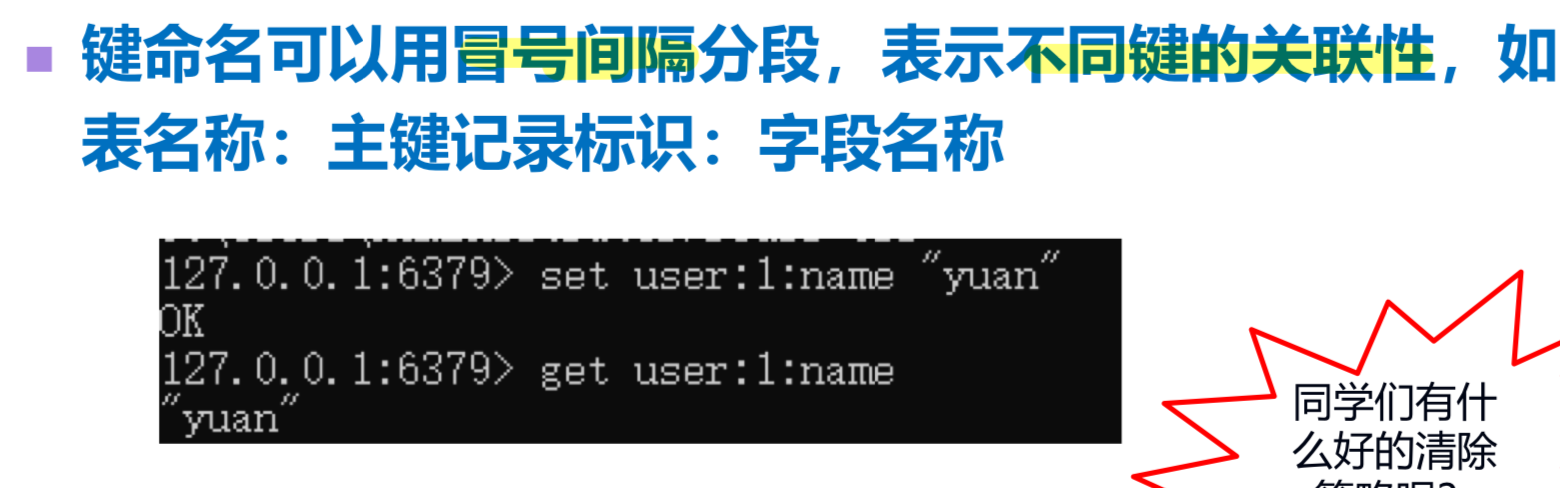 键命名可以用冒号间隔分段，表示不同键的关联性，如
表名称：主键记录标识：字段名称
127.0.0.1:6379> set user:1:name "yuan"
OK
127.0.0.1:6379> get user:1:name
"yuan"
同学们有什
么好的清除